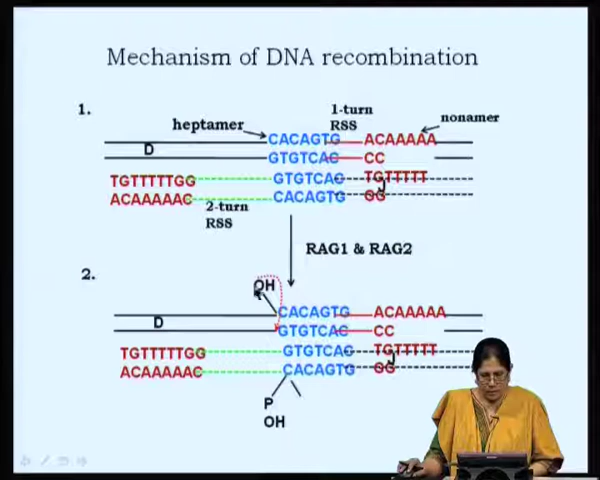 Mechanism of DNA recombination
1.
1-turn
RSS
heptamer
nonamer
CACAGTG
ACAAAAA
D
GTGTCAC
CC
TGTTTTTGG
GTGTCAC
TGTTTTT
J
ACAAAAAC
CACAGTG
GG
2-turn
RSS
RAG1 & RAG2
2.
OH
CACAGTG
ACAAAAA
D
GTGTCAC
CC
TGTTTTTGG
GTGTCAC
TGTTTTT
J
ACAAAAAC
CACAGTG
GG
P
OH